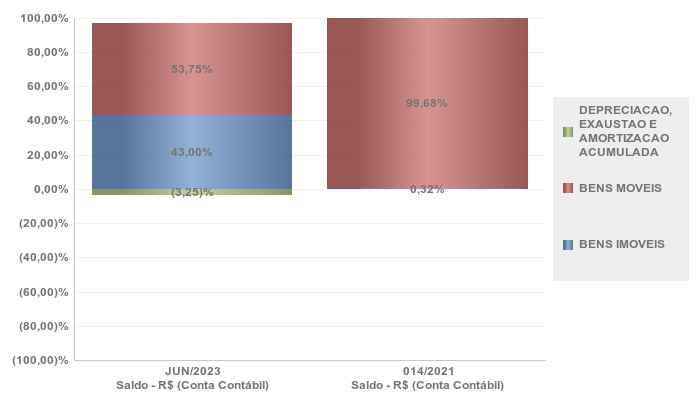 100,00%
80,00%
60,00%
40,00%
20,00%
0,00%
(20,00)%
(40,00)%
(60,00)%
(80,00)%
(100,00)%
53,75%
43,00%
(3,25)%
99,68%
0,32%
JUN/2023
Saldo - R$ (Conta Contábil)
014/2021
Saldo - R$ (Conta Contábil)
DEPRECIACAO,
EXAUSTAO E
AMORTIZACAO
ACUMULADA
BENS MOVEIS
BENS IMOVEIS